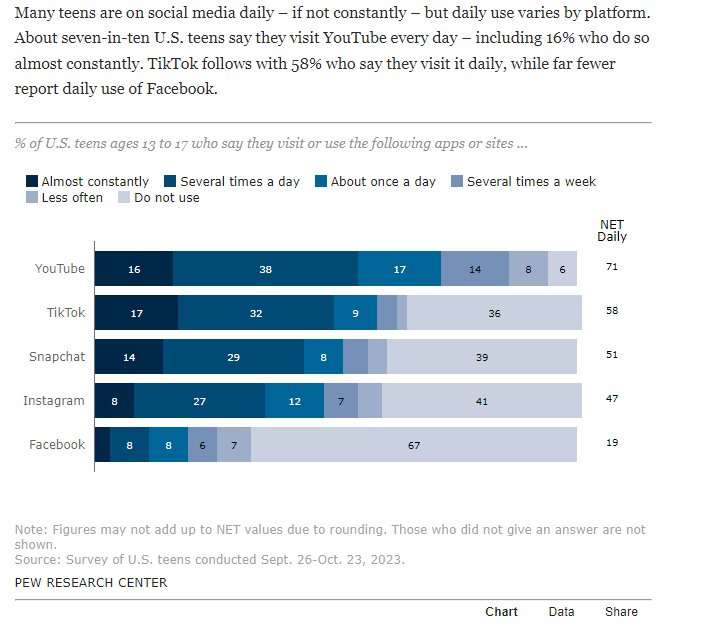 Many teens are on social media daily – if not constantly – but daily use varies by platform.
About seven-in-ten U.S. teens say they visit YouTube every day – including 16% who do so
almost constantly. TikTok follows with 58% who say they visit it daily, while far fewer
report daily use of Facebook.
% of U.S. teens ages 13 to 17 who say they visit or use the following apps or sites ...
Almost constantly Several times a day About once a day Several times a week
Less often Do not use
NET
Daily
YouTube 16 38 17 14 8 6 71
TikTok 17 32 9 36 58
Snapchat 14 29 8 39 51
Instagram 8 27 12 7 41 47
Facebook 8 8 6 7 67 19
Note: Figures may not add up to NET values due to rounding. Those who did not give an answer are not
shown.
Source: Survey of U.S. teens conducted Sept. 26-Oct. 23, 2023.
PEW RESEARCH CENTER
Chart Data Share